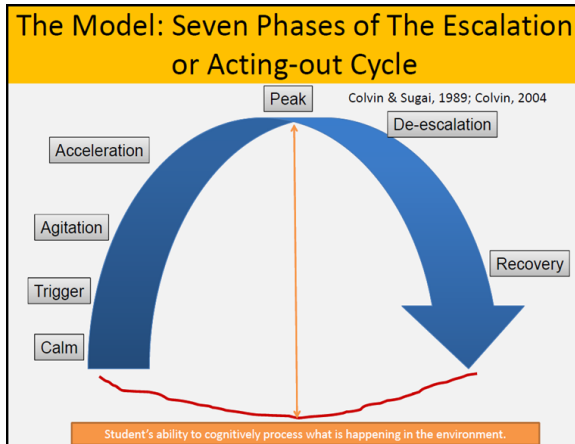 The Model: Seven Phases of The Escalation
or Acting-out Cycle
Peak
Colvin & Sugai, 1989; Colvin, 2004
De-escalation
Acceleration
Agitation
Recovery
Trigger
Calm
Student's ability to cognitively process what is happening in the environment.